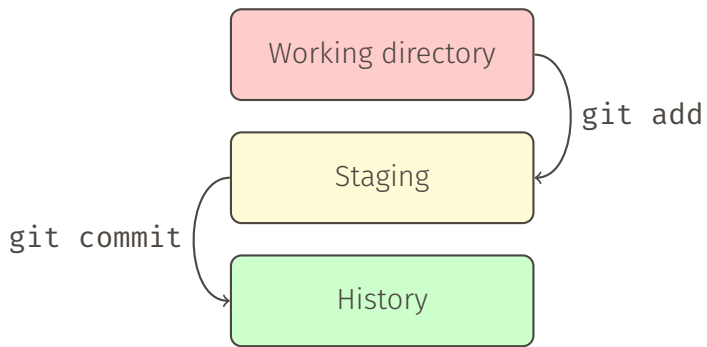 Working directory
git add
Staging
git commit
History